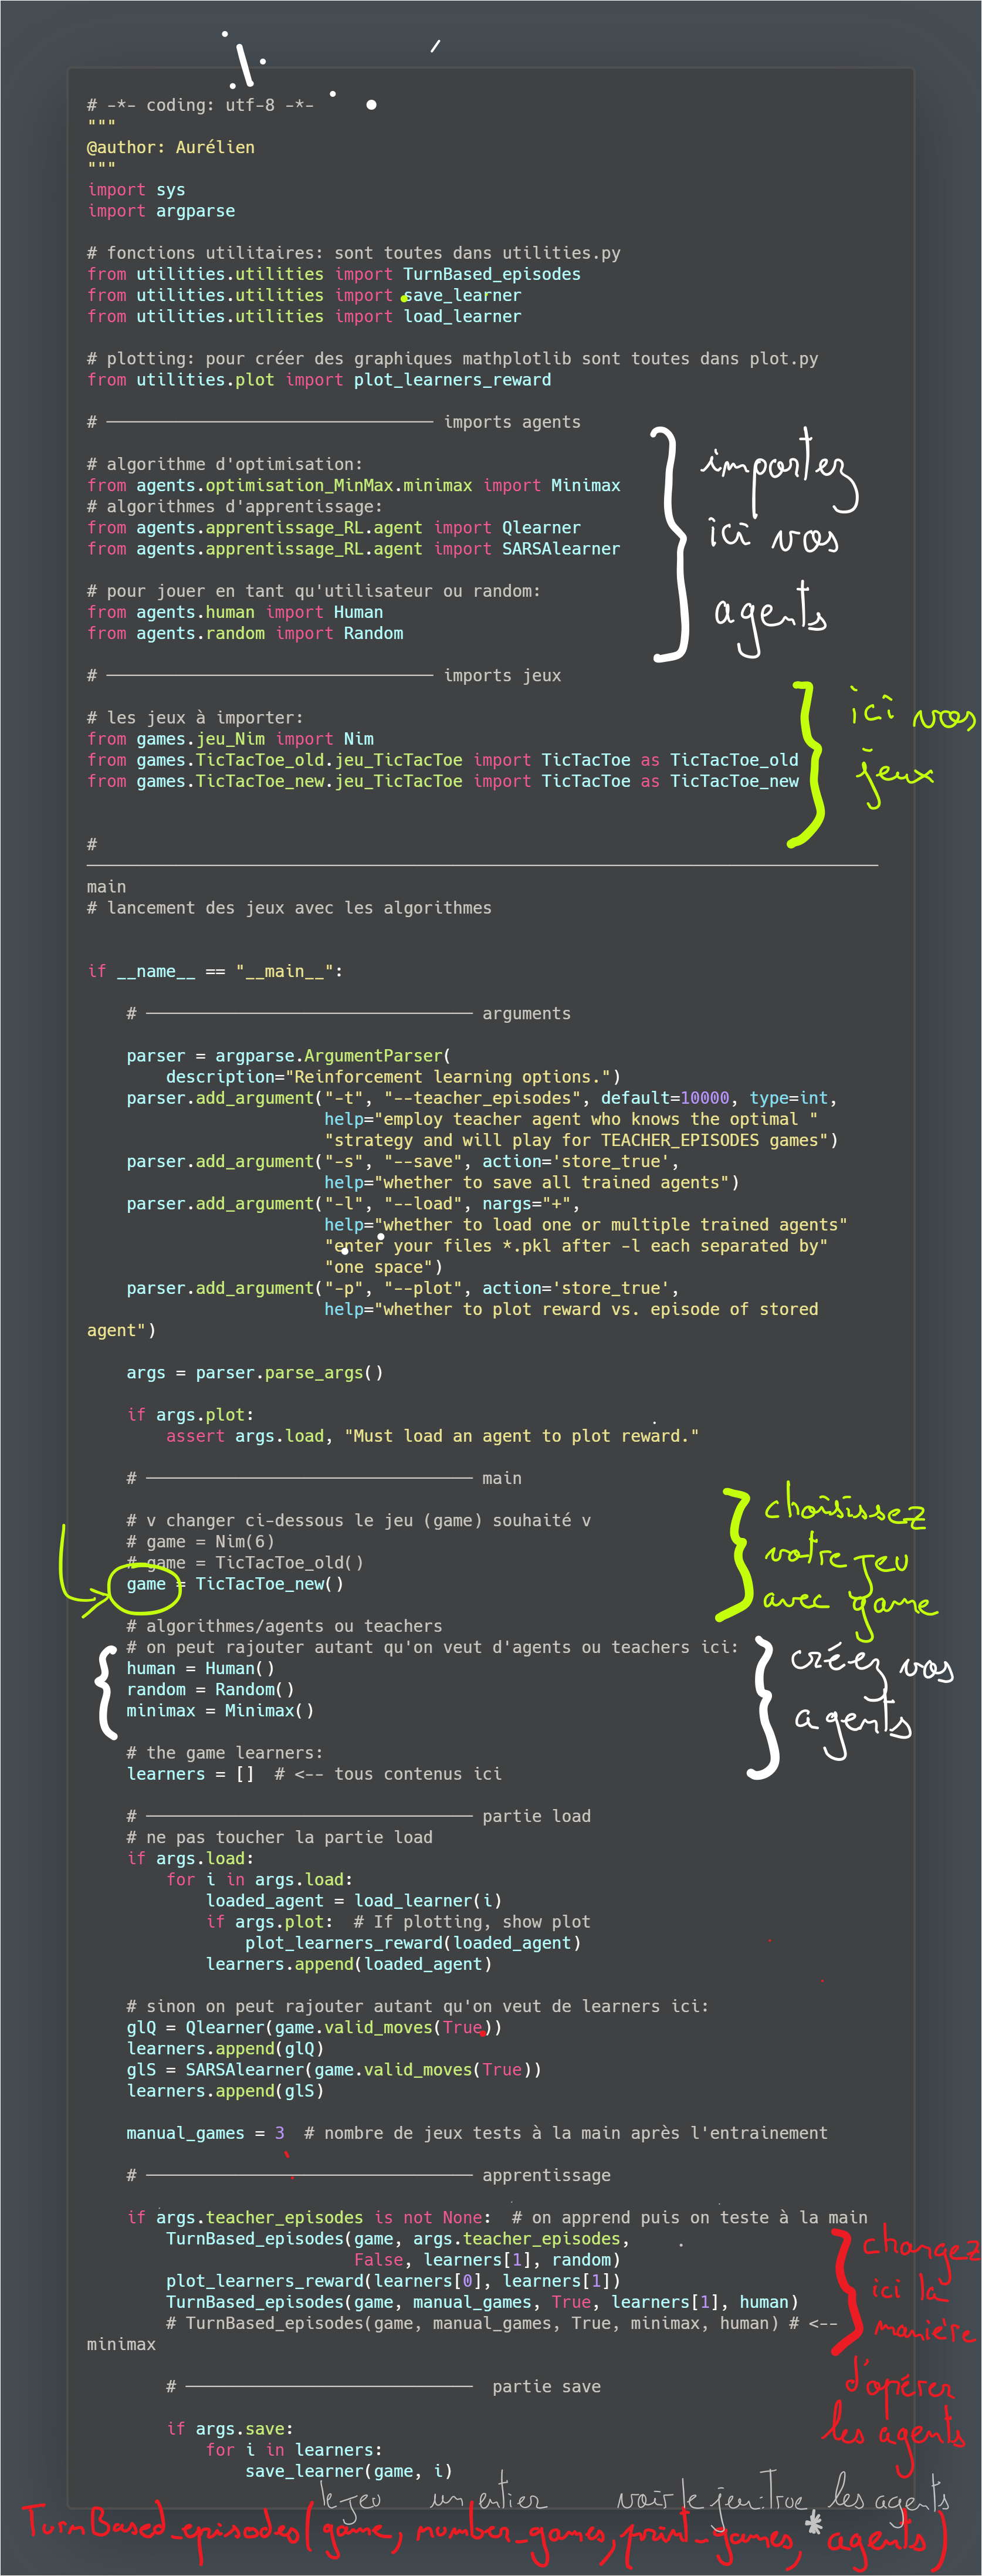 # -*- coding: utf-8 -*-
"""
@author: Aurélien
"""
import sys
import argparse
# fonctions utilitaires: sont toutes dans utilities.py
from utilities.utilities import TurnBased_episodes
from utilities.utilities import save_learner
from utilities.utilities import load_learner
# plotting: pour créer des graphiques mathplotlib sont toutes dans plot.py
from utilities.plot import plot_learners_reward
# ───────────────────────────────── imports agents
# algorithme d'optimisation:
from agents.optimisation_MinMax.minimax import Minimax
# algorithmes d'apprentissage:
from agents.apprentissage_RL.agent import Qlearner
from agents.apprentissage_RL.agent import SARSAlearner
# pour jouer en tant qu'utilisateur ou random:
from agents.human import Human
from agents.random import Random
importez
ici vos
agents
# ───────────────────────────────── imports jeux
# les jeux à importer:
from games.jeu_Nim import Nim
from games.TicTacToe_old.jeu_TicTacToe import TicTacToe as TicTacToe_old
from games.TicTacToe_new.jeu_TicTacToe import TicTacToe as TicTacToe_new
ici vos
jeux
#
────────────────────────────────────────────────────────────────────────────────
main
# lancement des jeux avec les algorithmes
if __name__ == "__main__":
    # ───────────────────────────────── arguments
    parser = argparse.ArgumentParser(
        description="Reinforcement learning options.")
    parser.add_argument("-t", "--teacher_episodes", default=10000, type=int,
                        help="employ teacher agent who knows the optimal "
                        "strategy and will play for TEACHER_EPISODES games")
    parser.add_argument("-s", "--save", action='store_true',
                        help="whether to save all trained agents")
    parser.add_argument("-l", "--load", nargs="+",
                        help="whether to load one or multiple trained agents"
                        "enter your files *.pkl after -l each separated by"
                        "one space")
    parser.add_argument("-p", "--plot", action='store_true',
                        help="whether to plot reward vs. episode of stored
agent")
    args = parser.parse_args()
    if args.plot:
        assert args.load, "Must load an agent to plot reward."
    # ───────────────────────────────── main
    # v changer ci-dessous le jeu (game) souhaité v
    # game = Nim(6)
    # game = TicTacToe_old()
    game = TicTacToe_new()
choisissez
votre jeu
avec game
    # algorithmes/agents ou teachers
    # on peut rajouter autant qu'on veut d'agents ou teachers ici:
    human = Human()
    random = Random()
    minimax = Minimax()
créez vos
agents
    # the game learners:
    learners = []  # <-- tous contenus ici
    # ───────────────────────────────── partie load
    # ne pas toucher la partie load
    if args.load:
        for i in args.load:
            loaded_agent = load_learner(i)
            if args.plot:  # If plotting, show plot
                plot_learners_reward(loaded_agent)
            learners.append(loaded_agent)
    # sinon on peut rajouter autant qu'on veut de learners ici:
    glQ = Qlearner(game.valid_moves(True))
    learners.append(glQ)
    glS = SARSAlearner(game.valid_moves(True))
    learners.append(glS)
    manual_games = 3  # nombre de jeux tests à la main après l'entrainement
    # ───────────────────────────────── apprentissage
    if args.teacher_episodes is not None:  # on apprend puis on teste à la main
        TurnBased_episodes(game, args.teacher_episodes,
                           False, learners[1], random)
        plot_learners_reward(learners[0], learners[1])
        TurnBased_episodes(game, manual_games, True, learners[1], human)
        # TurnBased_episodes(game, manual_games, True, minimax, human) # <--
minimax
changez
ici la
manière
d'opérer
les agents
        # ─────────────────────────────  partie save
        if args.save:
            for i in learners:
                save_learner(game, i)
le jeu un entier voir le jeu:True les agents
TurnBased_episodes(game, number_games, print_games, * agents)